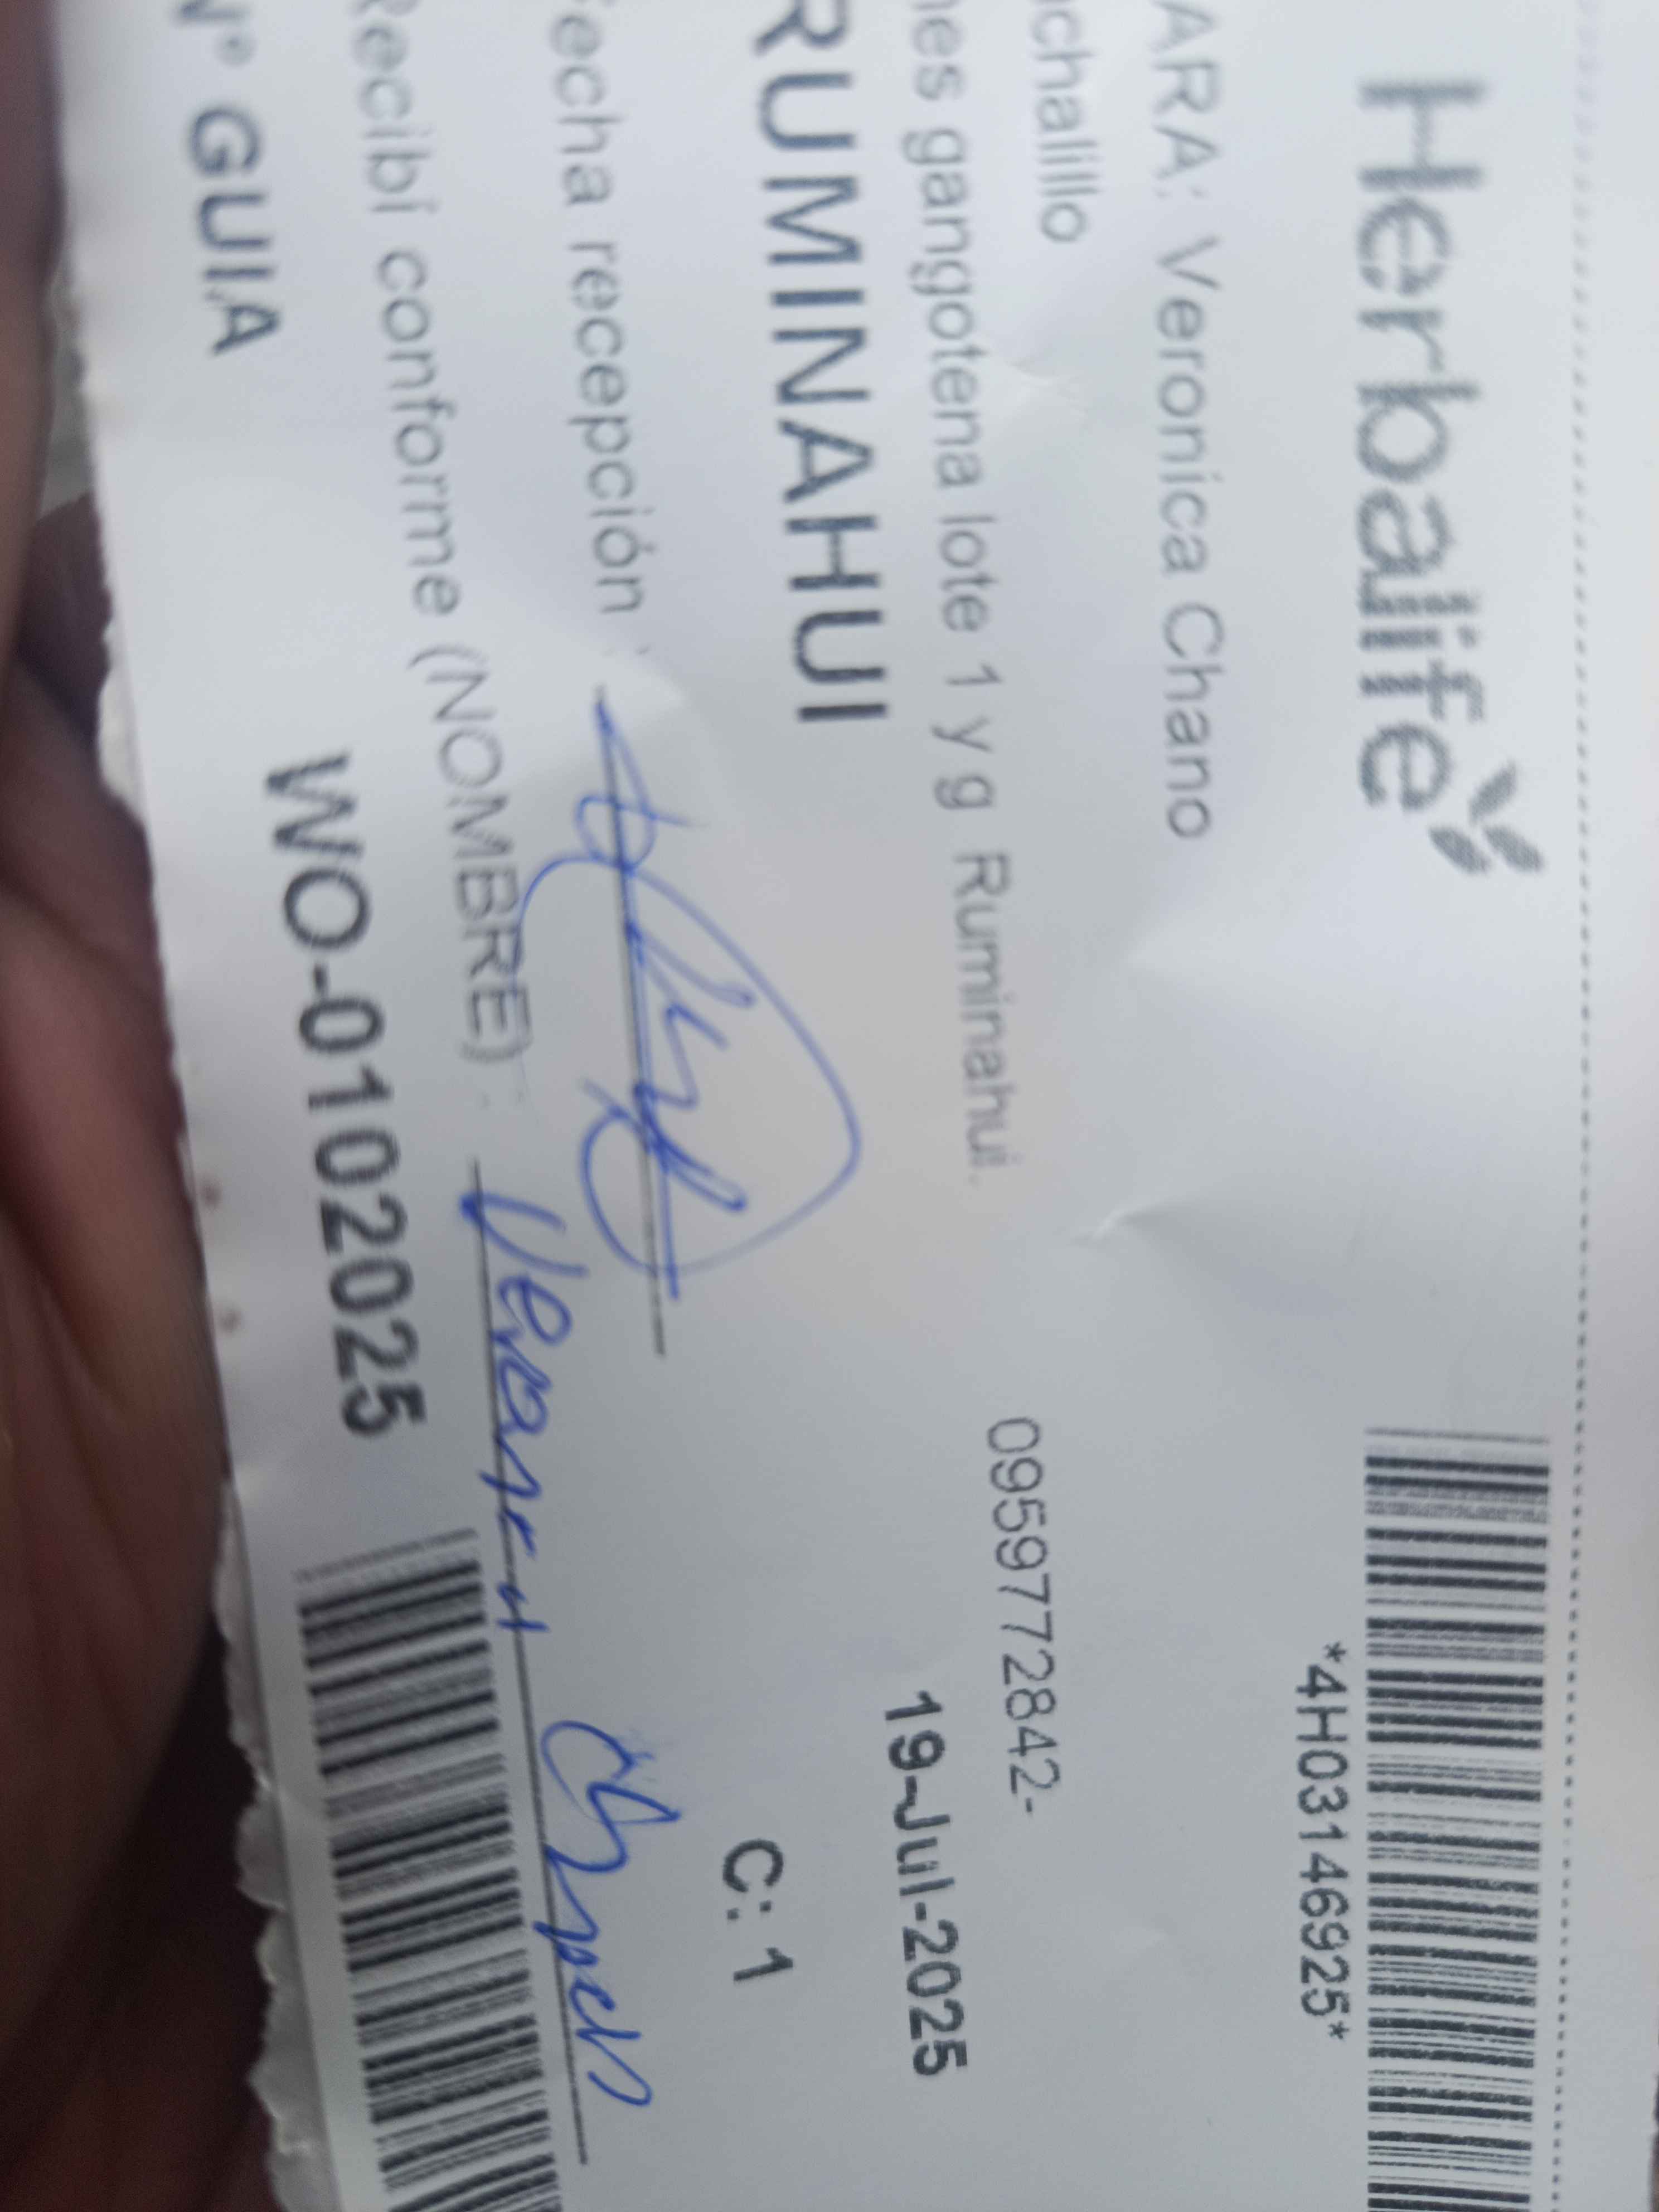 Herbalife
*4H03146925*
ARA: Veronica Chano
chalillo
0959772842-
es gangotena lote 1 y g Ruminahui.
19-Jul-2025
RUMINAHUI
C: 1
echa recepción
Recibí conforme (NOMBRE): Veronica Chano
N° GUIA WO-0102025